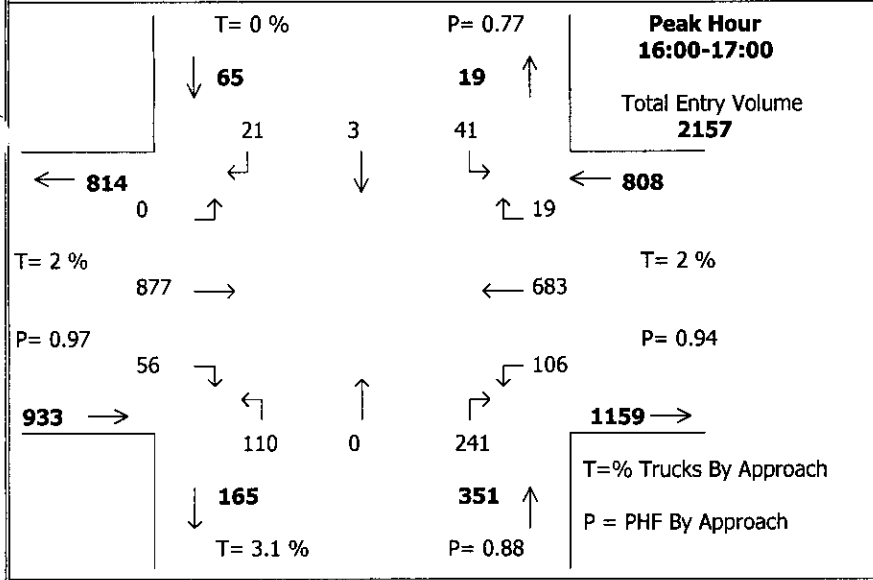 T= 0 % P= 0.77 Peak Hour
16:00-17:00
65 19
Total Entry Volume
2157
21 3 41
814 808
0 19
T= 2 % T= 2 %
877 683
P= 0.97 P= 0.94
56 106
933 1159
110 0 241
T=% Trucks By Approach
165 351
P = PHF By Approach
T= 3.1 % P= 0.88